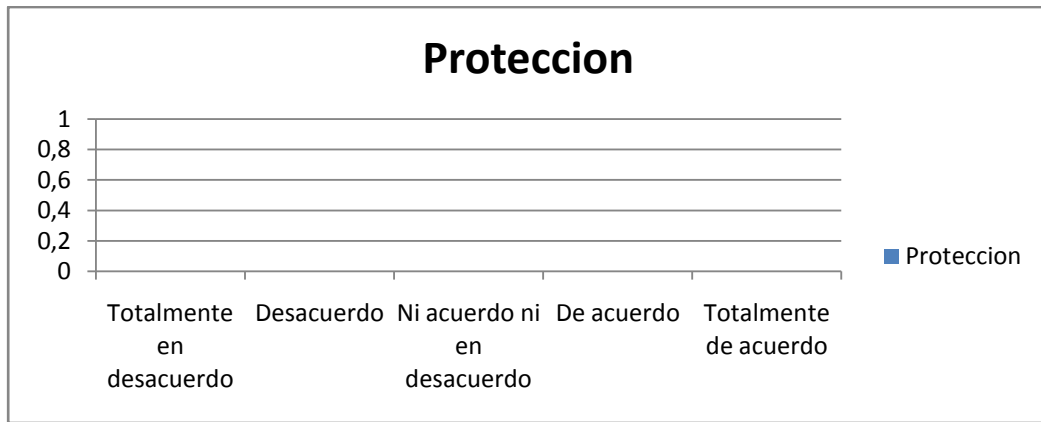 Proteccion
1
0,8
0,6
0,4
0,2
0
Totalmente
en
desacuerdo
Desacuerdo
Ni acuerdo ni
en
desacuerdo
De acuerdo
Totalmente
de acuerdo
Proteccion